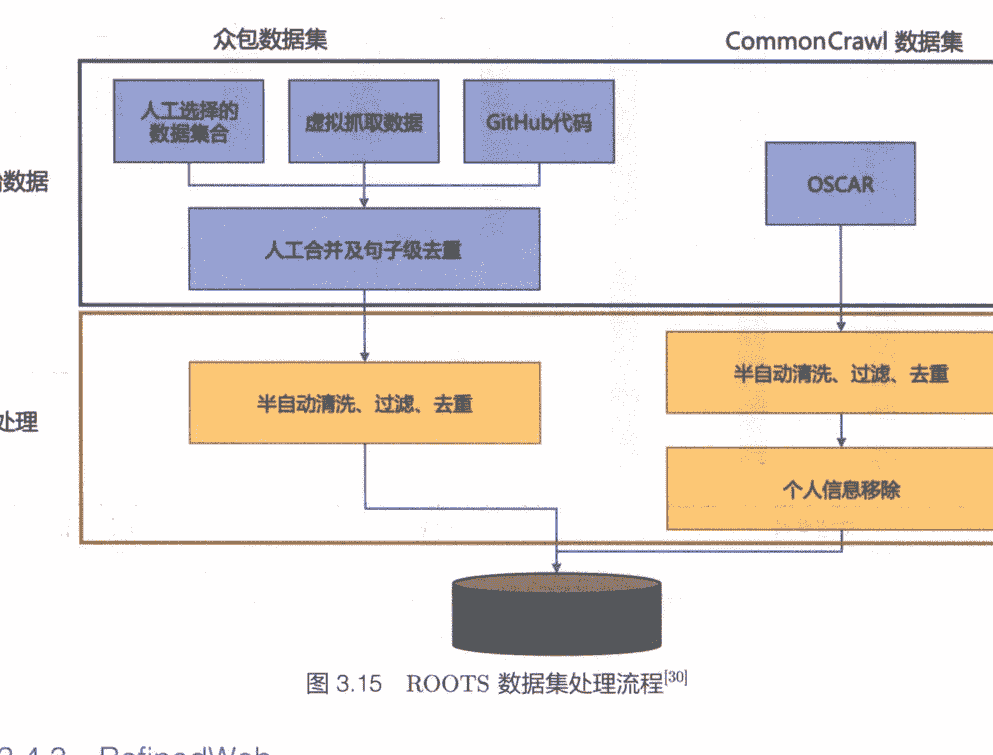 众包数据集
CommonCrawl 数据集
人工选择的
数据集合
虚拟抓取数据
GitHub代码
数据
OSCAR
人工合并及句子级去重
半自动清洗、过滤、去重
处理
半自动清洗、过滤、去重
个人信息移除
图 3.15 ROOTS 数据集处理流程[30]